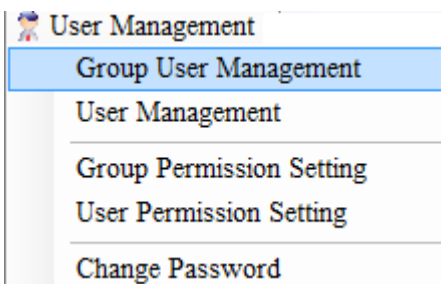 User Management
Group User Management
User Management
Group Permission Setting
User Permission Setting
Change Password